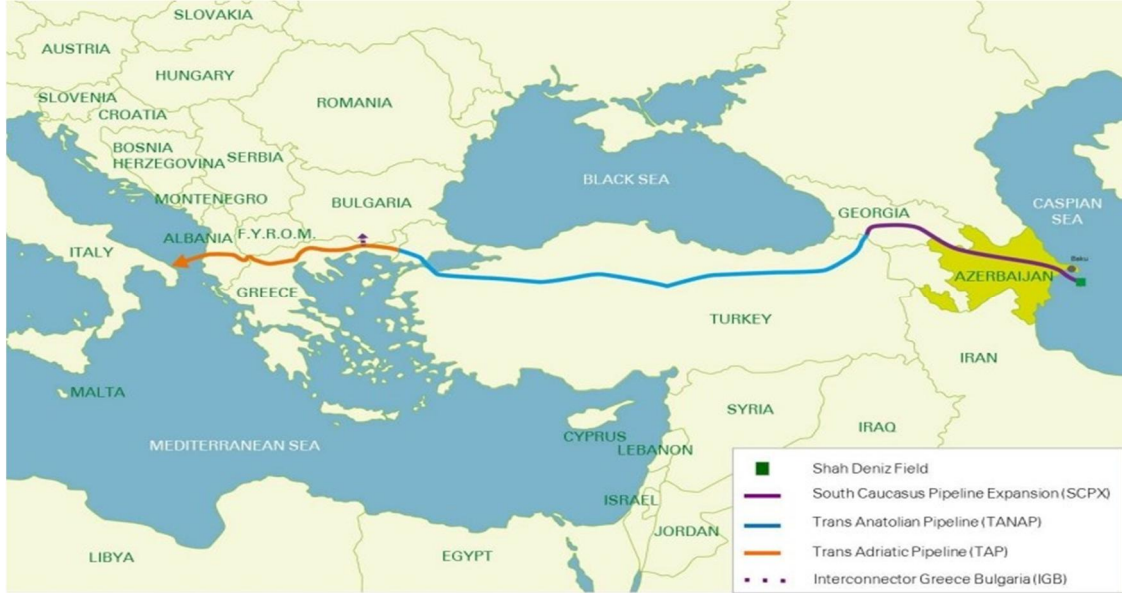 SLOVAKIA
AUSTRIA
HUNGARY
SLOVENIA
CROATIA
ROMANIA
BOSNIA
HERZEGOVINA
SERBIA
MONTENEGRO
BULGARIA
BLACK SEA
GEORGIA
CASPIAN
SEA
ALBANIA
F.Y.R.O.M.
ITALY
Baku
AZERBAIJAN
GREECE
TURKEY
IRAN
MALTA
SYRIA
IRAQ
CYPRUS
MEDITERRANEAN SEA
LEBANON
ISRAEL
JORDAN
LIBYA
EGYPT
Shah Deniz Field
South Caucasus Pipeline Expansion (SCPX)
Trans Anatolian Pipeline (TANAP)
Trans Adriatic Pipeline (TAP)
Interconnector Greece Bulgaria (IGB)